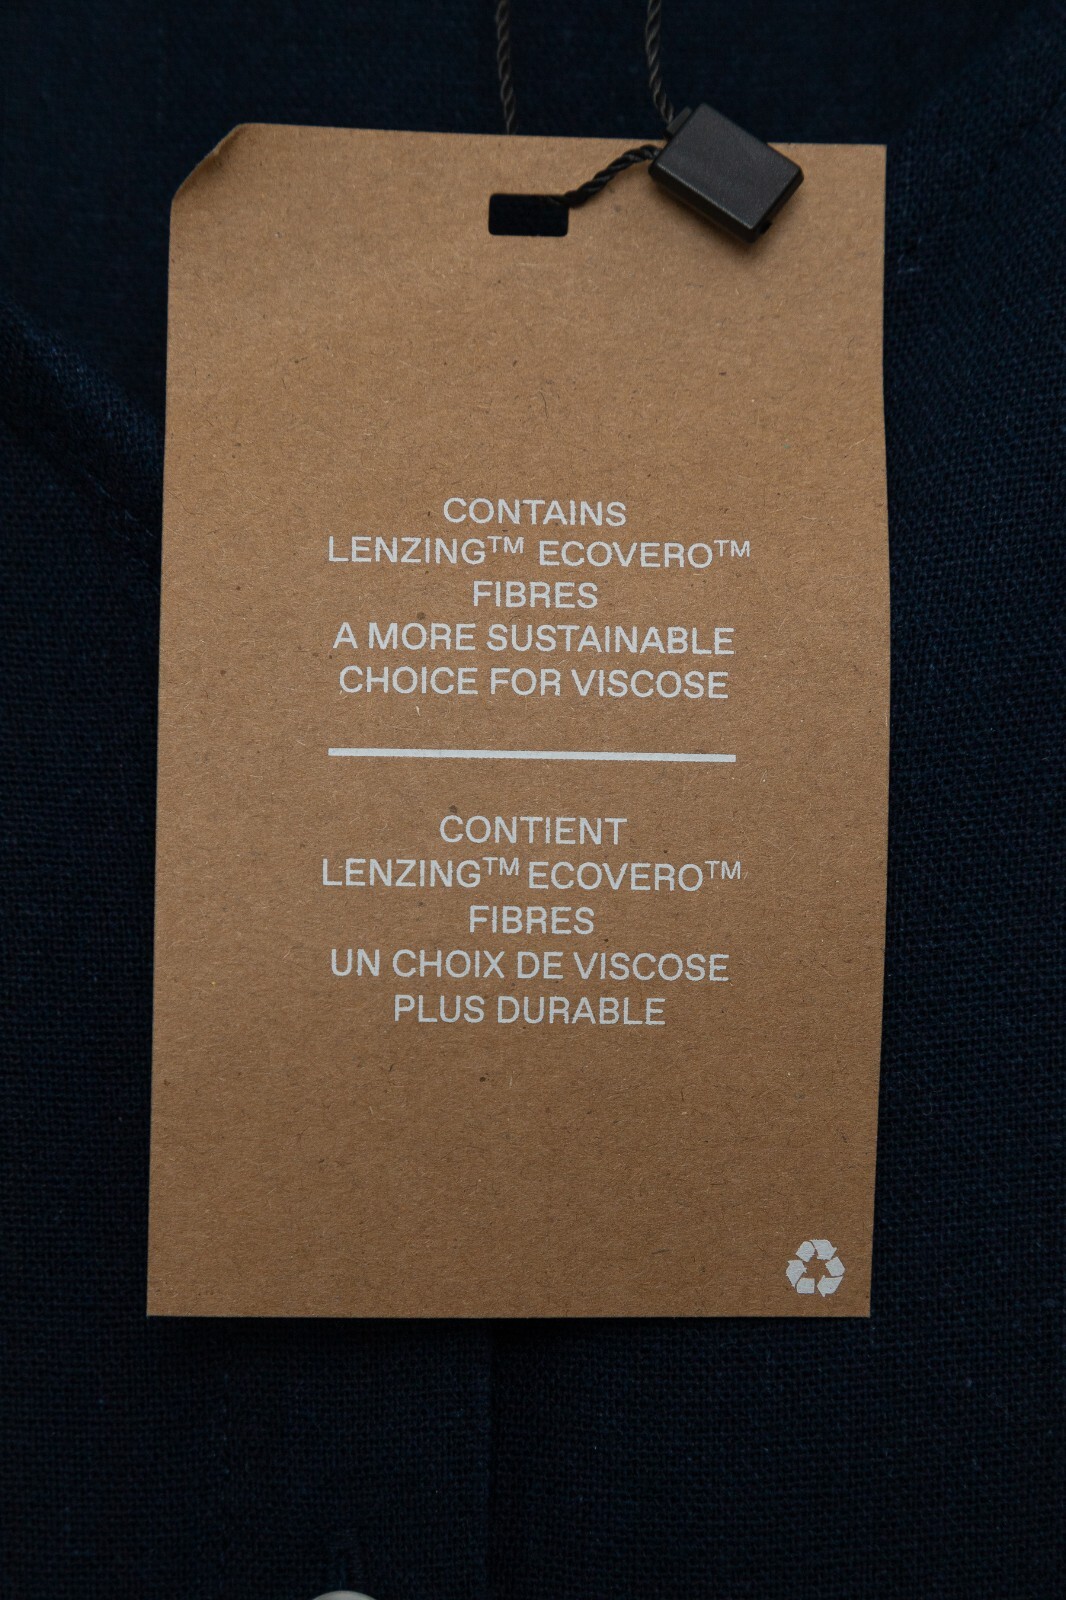 CONTAINS
LENZING™ ECOVERO™
FIBRES
A MORE SUSTAINABLE
CHOICE FOR VISCOSE
CONTIENT
LENZING™ ECOVERO™
FIBRES
UN CHOIX DE VISCOSE
PLUS DURABLE